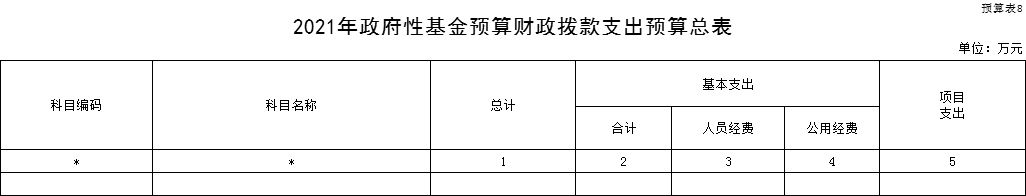 预算表8
2021年政府性基金预算财政拨款支出预算总表
单位：万元
科目编码 科目名称 总计 基本支出 项目
支出
合计 人员经费 公用经费
* * 1 2 3 4 5